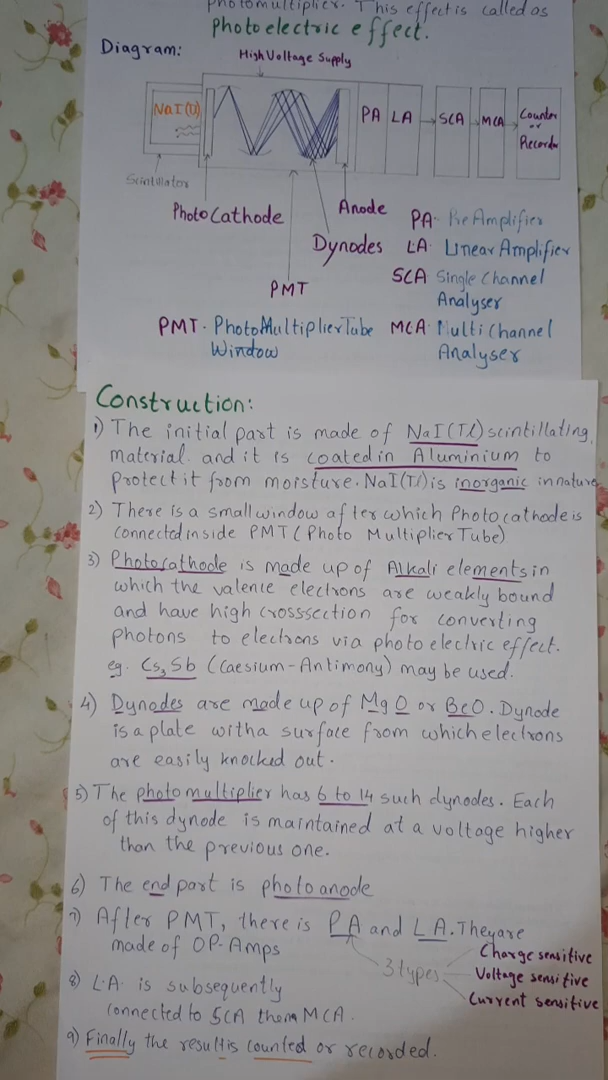 photomultiplier. This effect is called as
Photoelectric effect.
Diagram:
High Voltage Supply
NaI(Tl)
PA
LA
SCA
MCA
Counter
or
Recorder
Scintillator
Photo Cathode
Anode
Dynodes
PMT
PA- Pre Amplifier
LA- Linear Amplifier
SCA Single Channel
Analyser
PMT- PhotoMultiplierTube
Window
MCA- Multi Channel
Analyser
Construction:
1) The initial part is made of NaI(Tl) scintillating
material and it is coated in Aluminium to
protect it from moisture. NaI(Tl) is inorganic in nature
2) There is a small window after which Photocathode is
connected inside PMT (Photo Multiplier Tube)
3) Photocathode is made up of Alkali elements in
which the valence electrons are weakly bound
and have high crosssection for converting
photons to electrons via photo electric effect.
eg. Cs3Sb (Caesium-Antimony) may be used.
4) Dynodes are made up of MgO or BeO. Dynode
is a plate with a surface from which electrons
are easily knocked out.
5) The photomultiplier has 6 to 14 such dynodes. Each
of this dynode is maintained at a voltage higher
than the previous one.
6) The end part is photo anode
7) After PMT, there is PA and LA. They are
made of OP-Amps
3 types
Charge sensitive
Voltage sensitive
Current sensitive
8) L.A. is subsequently
connected to SCA then MCA.
9) Finally the result is counted or recorded.